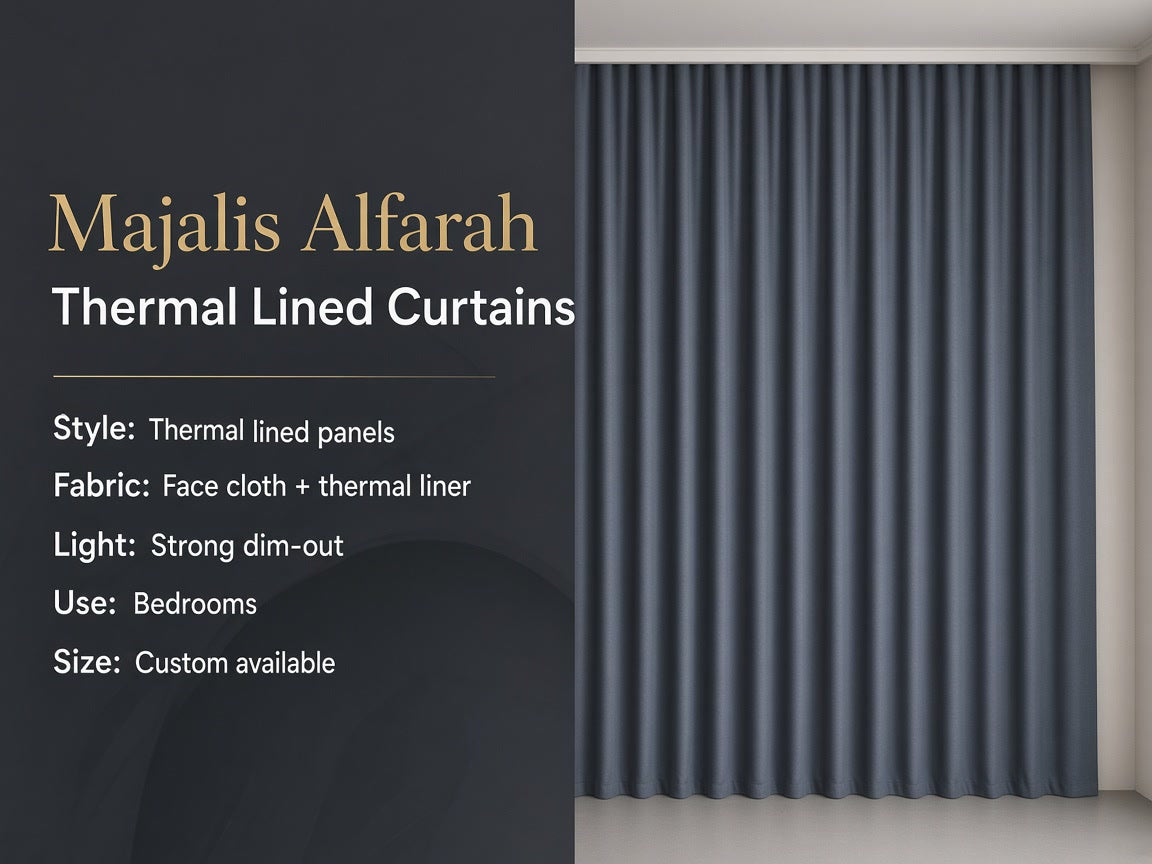 Majalis Alfarah
Thermal Lined Curtains
Style: Thermal lined panels
Fabric: Face cloth + thermal liner
Light: Strong dim-out
Use: Bedrooms
Size: Custom available